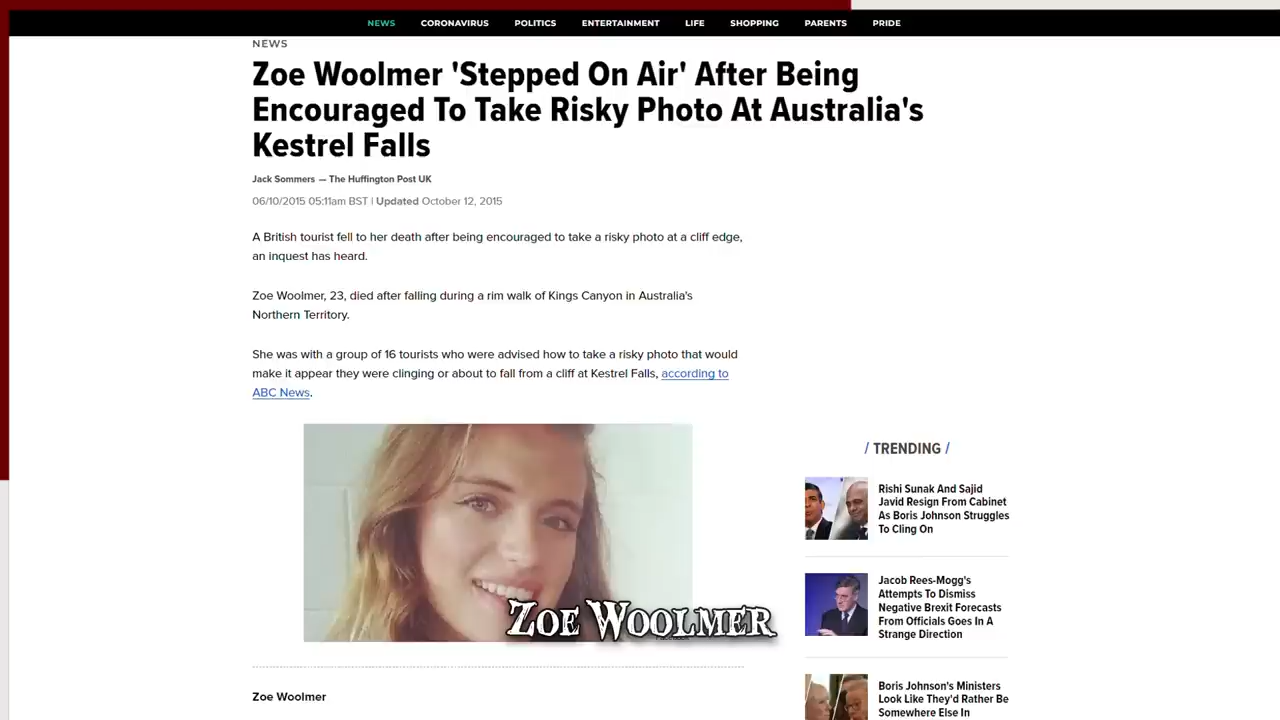 NEWS CORONAVIRUS POLITICS ENTERTAINMENT LIFE SHOPPING PARENTS PRIDE
NEWS
Zoe Woolmer 'Stepped On Air' After Being
Encouraged To Take Risky Photo At Australia's
Kestrel Falls
Jack Sommers — The Huffington Post UK
06/10/2015 05:11am BST | Updated October 12, 2015
A British tourist fell to her death after being encouraged to take a risky photo at a cliff edge,
an inquest has heard.
Zoe Woolmer, 23, died after falling during a rim walk of Kings Canyon in Australia's
Northern Territory.
She was with a group of 16 tourists who were advised how to take a risky photo that would
make it appear they were clinging or about to fall from a cliff at Kestrel Falls, according to
ABC News.
Zoe Woolmer
Zoe Woolmer
/ TRENDING /
Rishi Sunak And Sajid
Javid Resign From Cabinet
As Boris Johnson Struggles
To Cling On
Jacob Rees-Mogg's
Attempts To Dismiss
Negative Brexit Forecasts
From Officials Goes In A
Strange Direction
Boris Johnson's Ministers
Look Like They'd Rather Be
Somewhere Else In